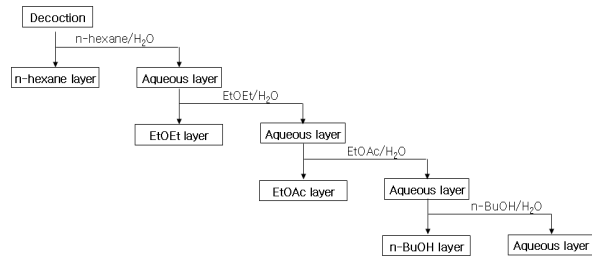 Decoction
n-hexane/H₂O
n-hexane layer
Aqueous layer
EtOEt/H₂O
EtOEt layer
Aqueous layer
EtOAc/H₂O
EtOAc layer
Aqueous layer
n-BuOH/H₂O
n-BuOH layer
Aqueous layer